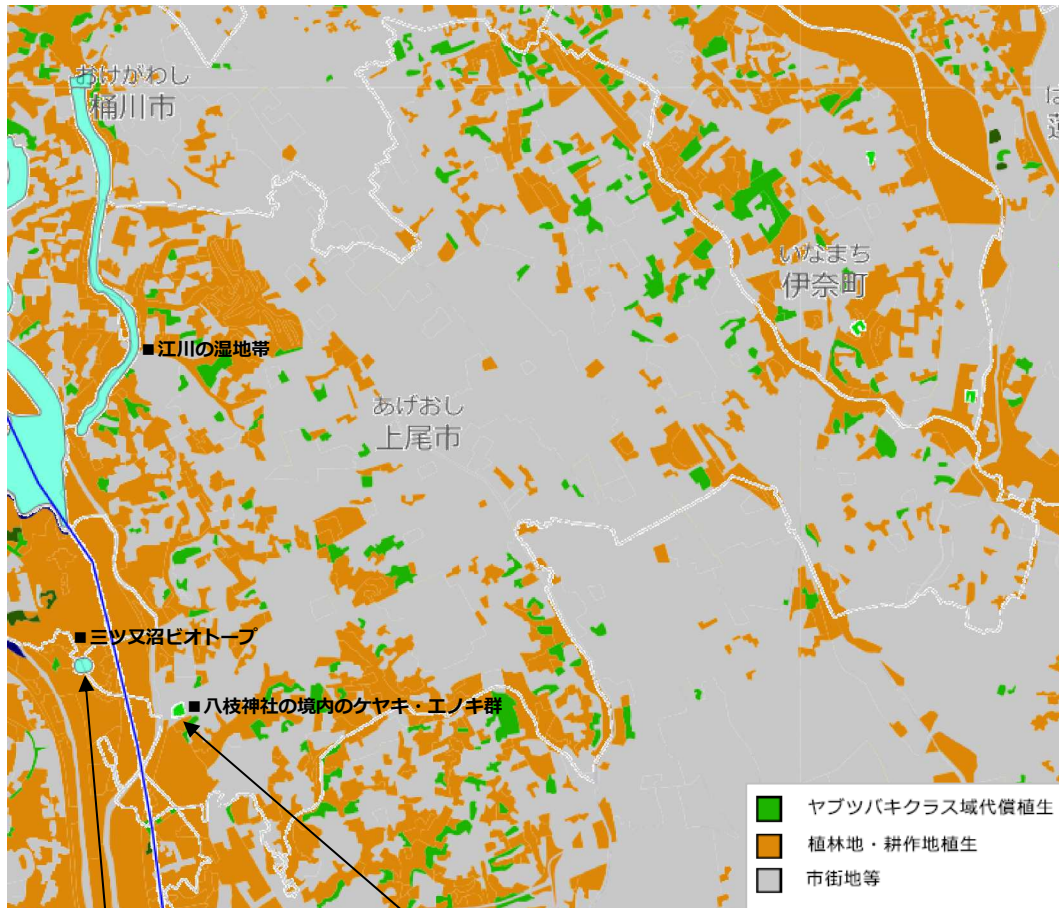 おけがわし
桶川市
は
蓮
いなまち
伊奈町
■江川の湿地帯
あげおし
上尾市
■三ツ又沼ビオトープ
■八枝神社の境内のケヤキ・エノキ群
ヤブツバキクラス域代償植生
植林地・耕作地植生
市街地等